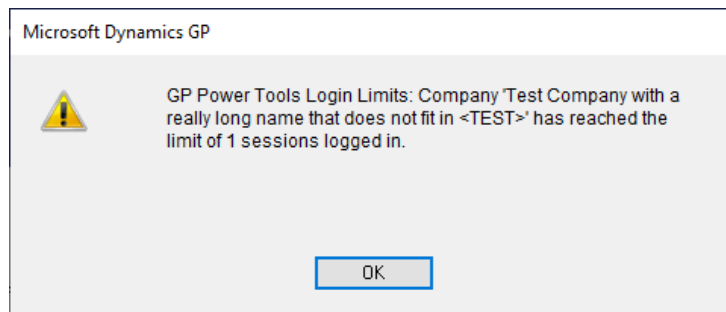 Microsoft Dynamics GP
GP Power Tools Login Limits: Company 'Test Company with a
really long name that does not fit in <TEST>' has reached the
limit of 1 sessions logged in.
OK